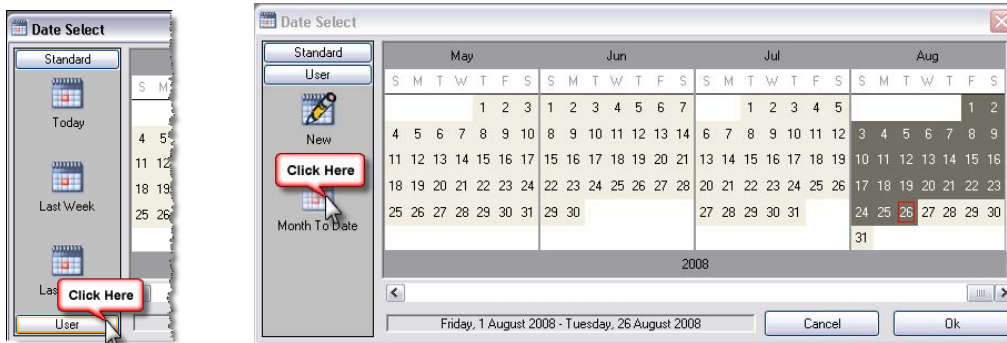 Date Select
Standard
S M
Today
4 5
11 12
18 19
Last Week
25 26
Las
Click Here
User
Date Select
Standard
User
New
Click Here
Month To Date
May Jun Jul Aug
S M T W T F S S M T W T F S S M T W T F S S M T W T F S
1 2 3 1 2 3 4 5 6 7 1 2 3 4 5 1 2
4 5 6 7 8 9 10 8 9 10 11 12 13 14 6 7 8 9 10 11 12 3 4 5 6 7 8 9
11 12 13 14 15 16 17 15 16 17 18 19 20 21 13 14 15 16 17 18 19 10 11 12 13 14 15 16
18 19 20 21 22 23 24 22 23 24 25 26 27 28 20 21 22 23 24 25 26 17 18 19 20 21 22 23
25 26 27 28 29 30 31 29 30 27 28 29 30 31 24 25 26 27 28 29 30
31
2008
Friday, 1 August 2008 - Tuesday, 26 August 2008
Cancel
Ok